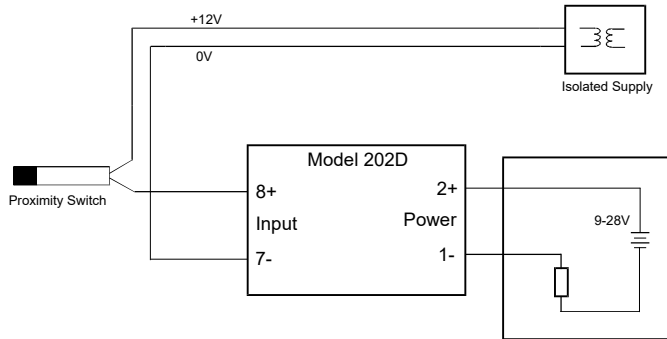 +12V
0V
Isolated Supply
Model 202D
Proximity Switch
8+
2+
Input
Power
9-28V
7-
1-